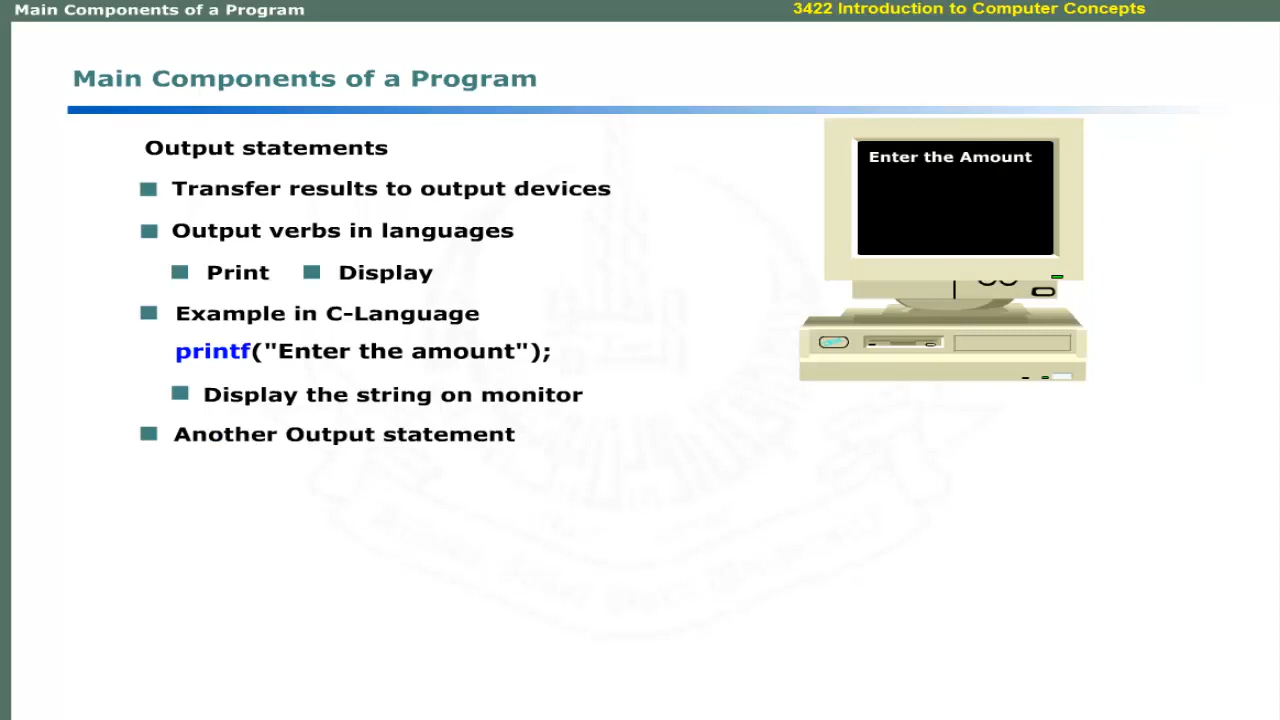 Main Components of a Program
3422 Introduction to Computer Concepts
Main Components of a Program
Output statements
Transfer results to output devices
Output verbs in languages
Print Display
Example in C-Language
printf("Enter the amount");
Display the string on monitor
Another Output statement
Enter the Amount